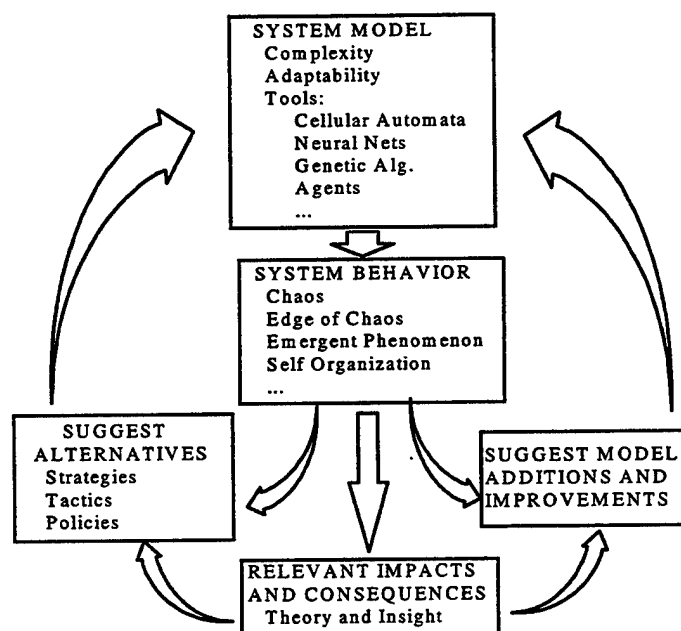 SYSTEM MODEL
Complexity
Adaptability
Tools:
Cellular Automata
Neural Nets
Genetic Alg.
Agents
...
SYSTEM BEHAVIOR
Chaos
Edge of Chaos
Emergent Phenomenon
Self Organization
...
SUGGEST
ALTERNATIVES
Strategies
Tactics
Policies
SUGGEST MODEL
ADDITIONS AND
IMPROVEMENTS
RELEVANT IMPACTS
AND CONSEQUENCES
Theory and Insight